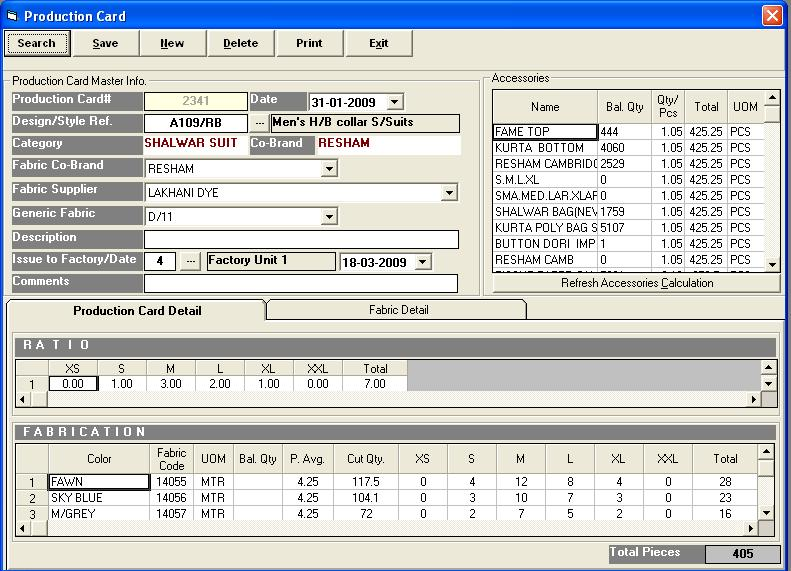 Production Card
Search Save New Delete Print Exit
Production Card Master Info.
Production Card# 2341 Date 31-01-2009
Design/Style Ref. A109/RB ... Men's H/B collar S/Suits
Category SHALWAR SUIT Co-Brand RESHAM
Fabric Co-Brand RESHAM
Fabric Supplier LAKHANI DYE
Generic Fabric D/11
Description
Issue to Factory/Date 4 ... Factory Unit 1 18-03-2009
Comments
Accessories
Name Bal. Qty Qty/Pcs Total UOM
FAME TOP 444 1.05 425.25 PCS
KURTA BOTTOM 4060 1.05 425.25 PCS
RESHAM CAMBRIDG 2529 1.05 425.25 PCS
S.M.L.XL 0 1.05 425.25 PCS
SMA.MED.LAR.XLAR 0 1.05 425.25 PCS
SHALWAR BAG(NEV 1759 1.05 425.25 PCS
KURTA POLY BAG S 5107 1.05 425.25 PCS
BUTTON DORI IMP 1 1.05 425.25 PCS
RESHAM CAMB 0 1.05 425.25 PCS
Refresh Accessories Calculation
Production Card Detail Fabric Detail
RATIO
XS S M L XL XXL Total
1 0.00 1.00 3.00 2.00 1.00 0.00 7.00
FABRICATION
Color Fabric Code UOM Bal. Qty P. Avg. Cut Qty. XS S M L XL XXL Total
1 FAWN 14055 MTR 4.25 117.5 0 4 12 8 4 0 28
2 SKY BLUE 14056 MTR 4.25 104.1 0 3 10 7 3 0 23
3 M/GREY 14057 MTR 4.25 72 0 2 7 5 2 0 16
Total Pieces 405